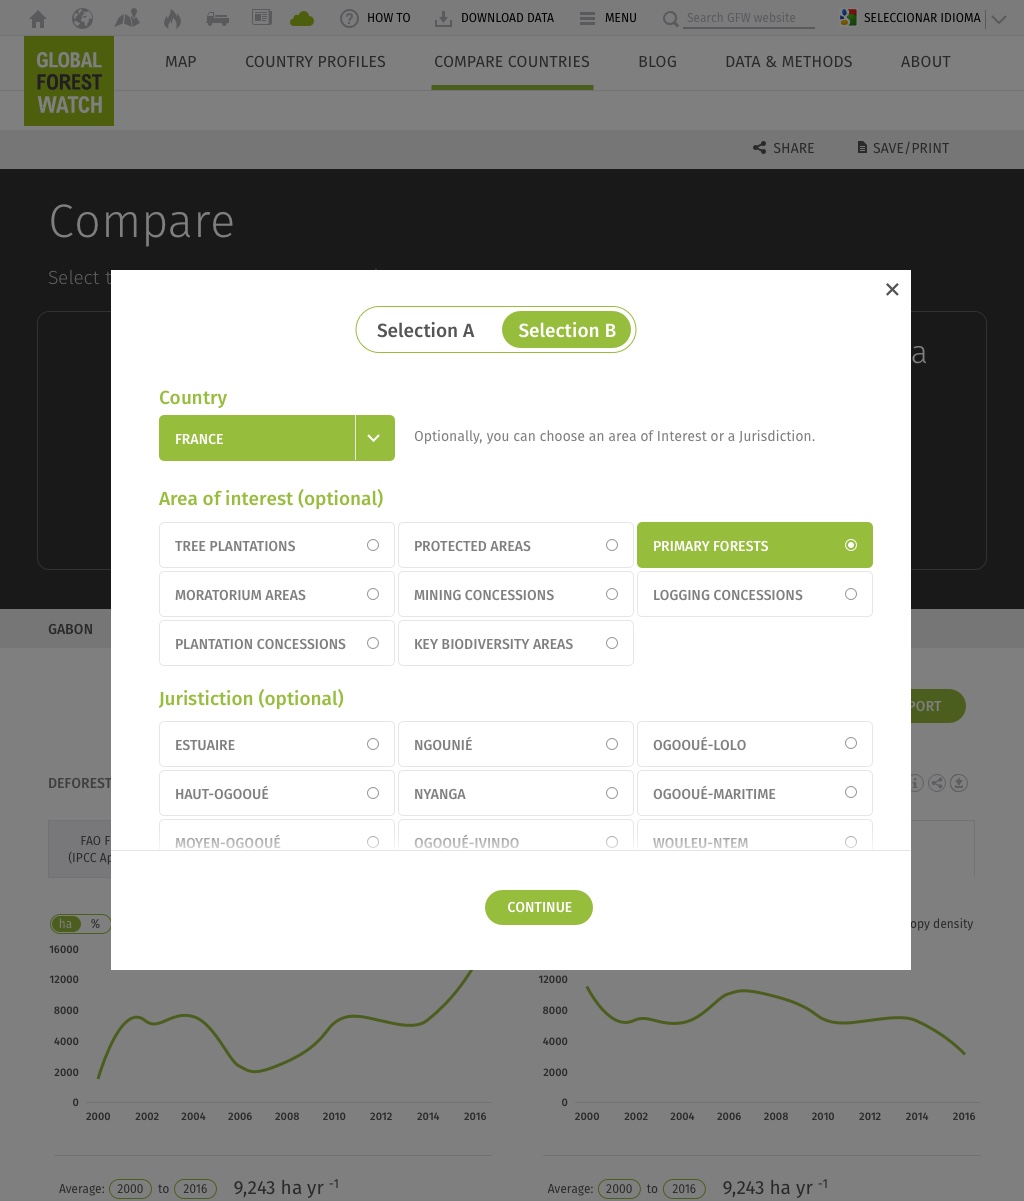 HOW TO DOWNLOAD DATA MENU Search GFW website SELECCIONAR IDIOMA
GLOBAL
FOREST
WATCH
MAP COUNTRY PROFILES COMPARE COUNTRIES BLOG DATA & METHODS ABOUT
SHARE SAVE/PRINT
Compare
Select
Selection A Selection B
Country
FRANCE
Optionally, you can choose an area of Interest or a Jurisdiction.
Area of interest (optional)
TREE PLANTATIONS PROTECTED AREAS PRIMARY FORESTS
MORATORIUM AREAS MINING CONCESSIONS LOGGING CONCESSIONS
PLANTATION CONCESSIONS KEY BIODIVERSITY AREAS
GABON
Juristiction (optional)
ESTUAIRE NGOUNIÉ OGOOUÉ-LOLO
HAUT-OGOOUÉ NYANGA OGOOUÉ-MARITIME
MOYEN-OGOOUÉ OGOOUÉ-IVINDO WOULEU-NTEM
CONTINUE
PORT
DEFOREST
FAO F
(IPCC Ap
ha %
opy density
16000
12000
8000
4000
2000
0
2000 2002 2004 2006 2008 2010 2012 2014 2016
12000
8000
4000
2000
0
2000 2002 2004 2006 2008 2010 2012 2014 2016
Average: 2000 to 2016 9,243 ha yr -1
Average: 2000 to 2016 9,243 ha yr -1